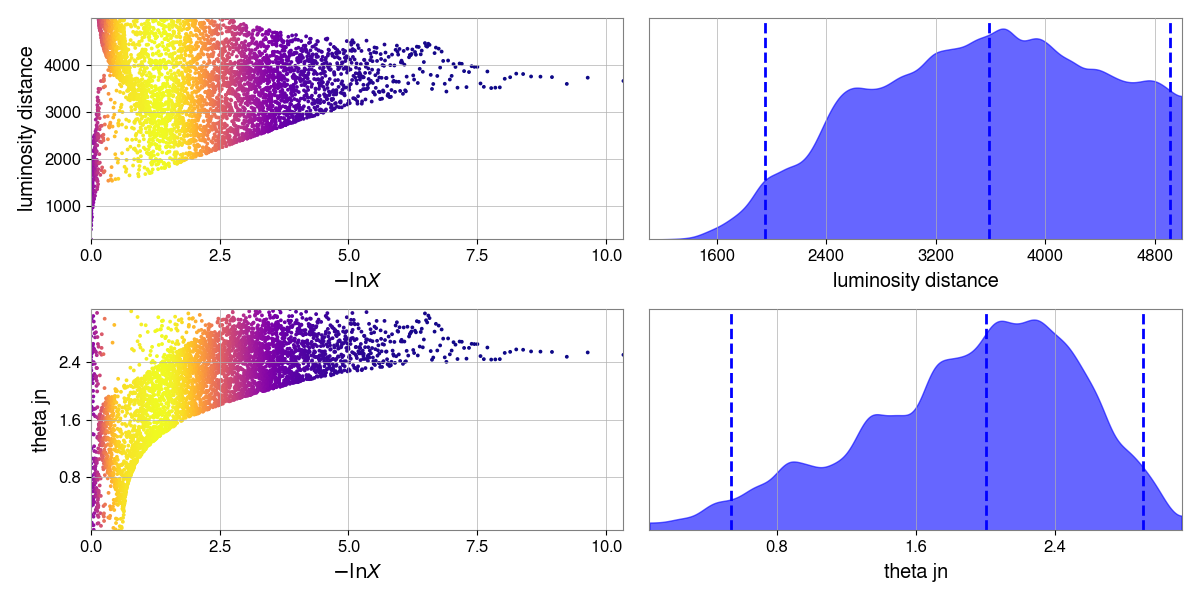 luminosity distance
4000
3000
2000
1000
0.0 2.5 5.0 7.5 10.0
−lnX
1600 2400 3200 4000 4800
luminosity distance
theta jn
2.4
1.6
0.8
0.0 2.5 5.0 7.5 10.0
−lnX
0.8 1.6 2.4
theta jn